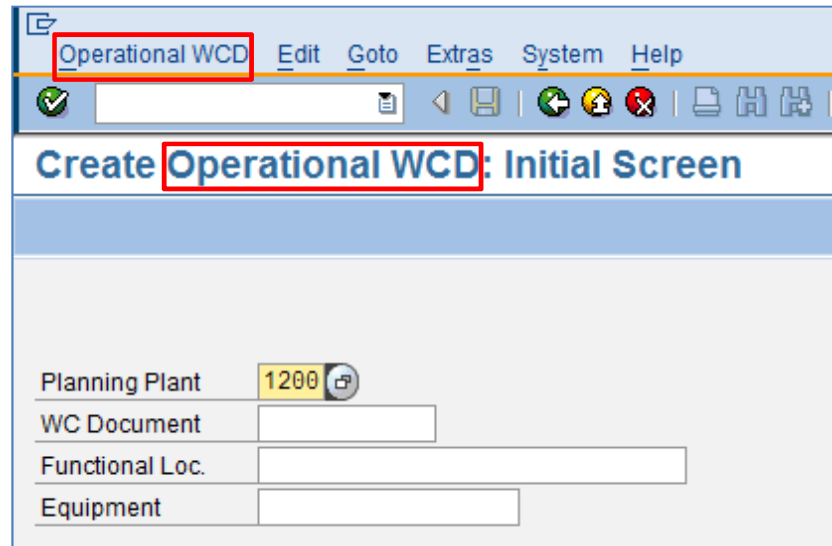 Operational WCD Edit Goto Extras System Help
Create Operational WCD: Initial Screen
Planning Plant 1200
WC Document
Functional Loc.
Equipment